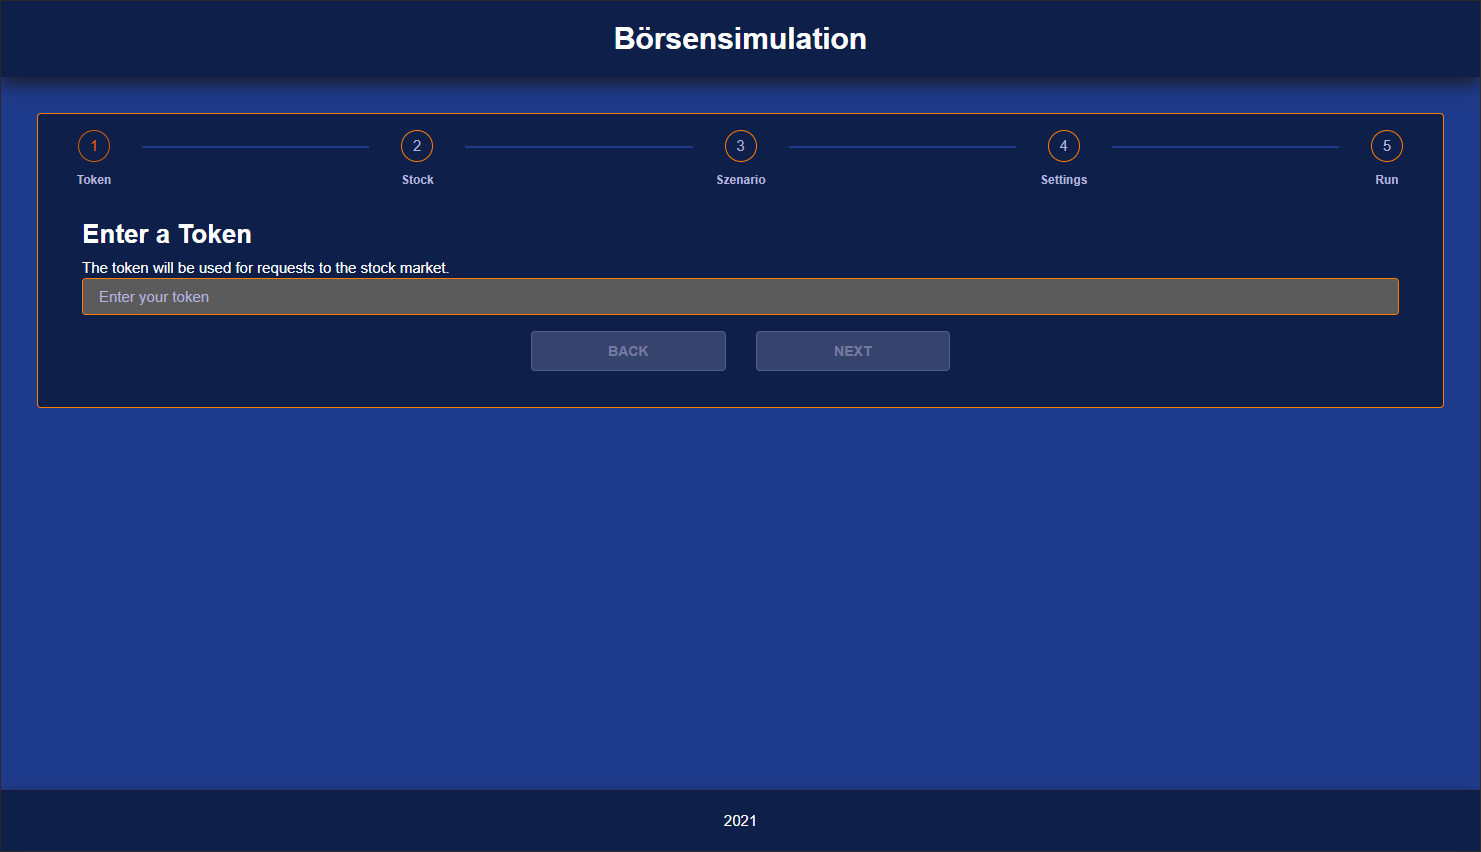 Börsensimulation
1 2 3 4 5
Token Stock Szenario Settings Run
Enter a Token
The token will be used for requests to the stock market.
Enter your token
BACK NEXT
2021